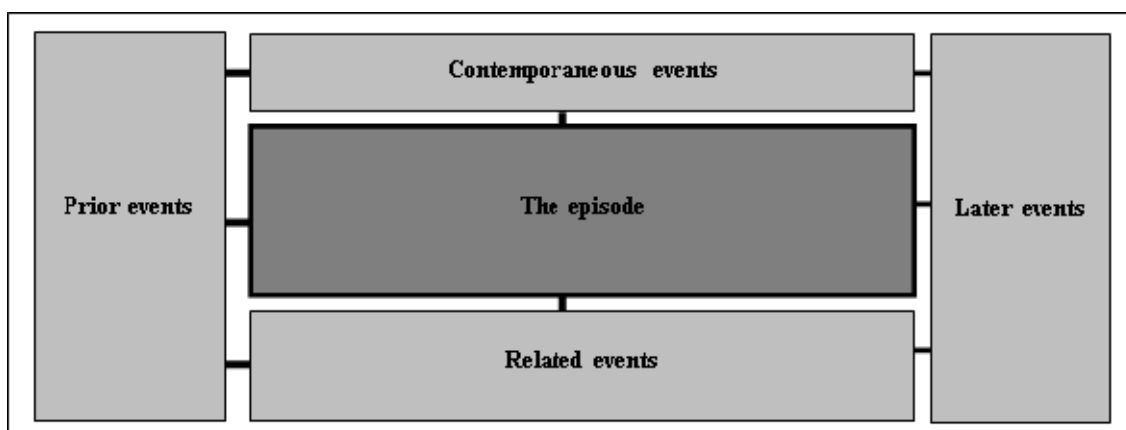 Contemporaneous events
Prior events
The episode
Later events
Related events